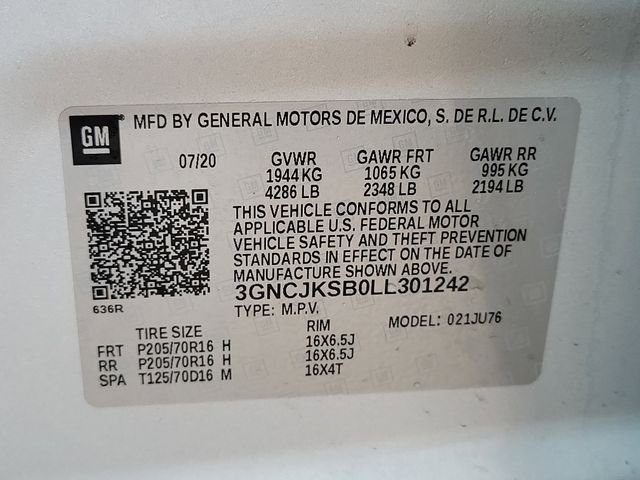 GM MFD BY GENERAL MOTORS DE MEXICO, S. DE R.L. DE C.V.
07/20 GVWR GAWR FRT GAWR RR
1944 KG 1065 KG 995 KG
4286 LB 2348 LB 2194 LB
THIS VEHICLE CONFORMS TO ALL
APPLICABLE U.S. FEDERAL MOTOR
VEHICLE SAFETY AND THEFT PREVENTION
STANDARDS IN EFFECT ON THE DATE OF
MANUFACTURE SHOWN ABOVE.
3GNCJKSB0LL301242
636R
TYPE: M.P.V. MODEL: 021JU76
TIRE SIZE RIM
FRT P205/70R16 H 16X6.5J
RR P205/70R16 H 16X6.5J
SPA T125/70D16 M 16X4T